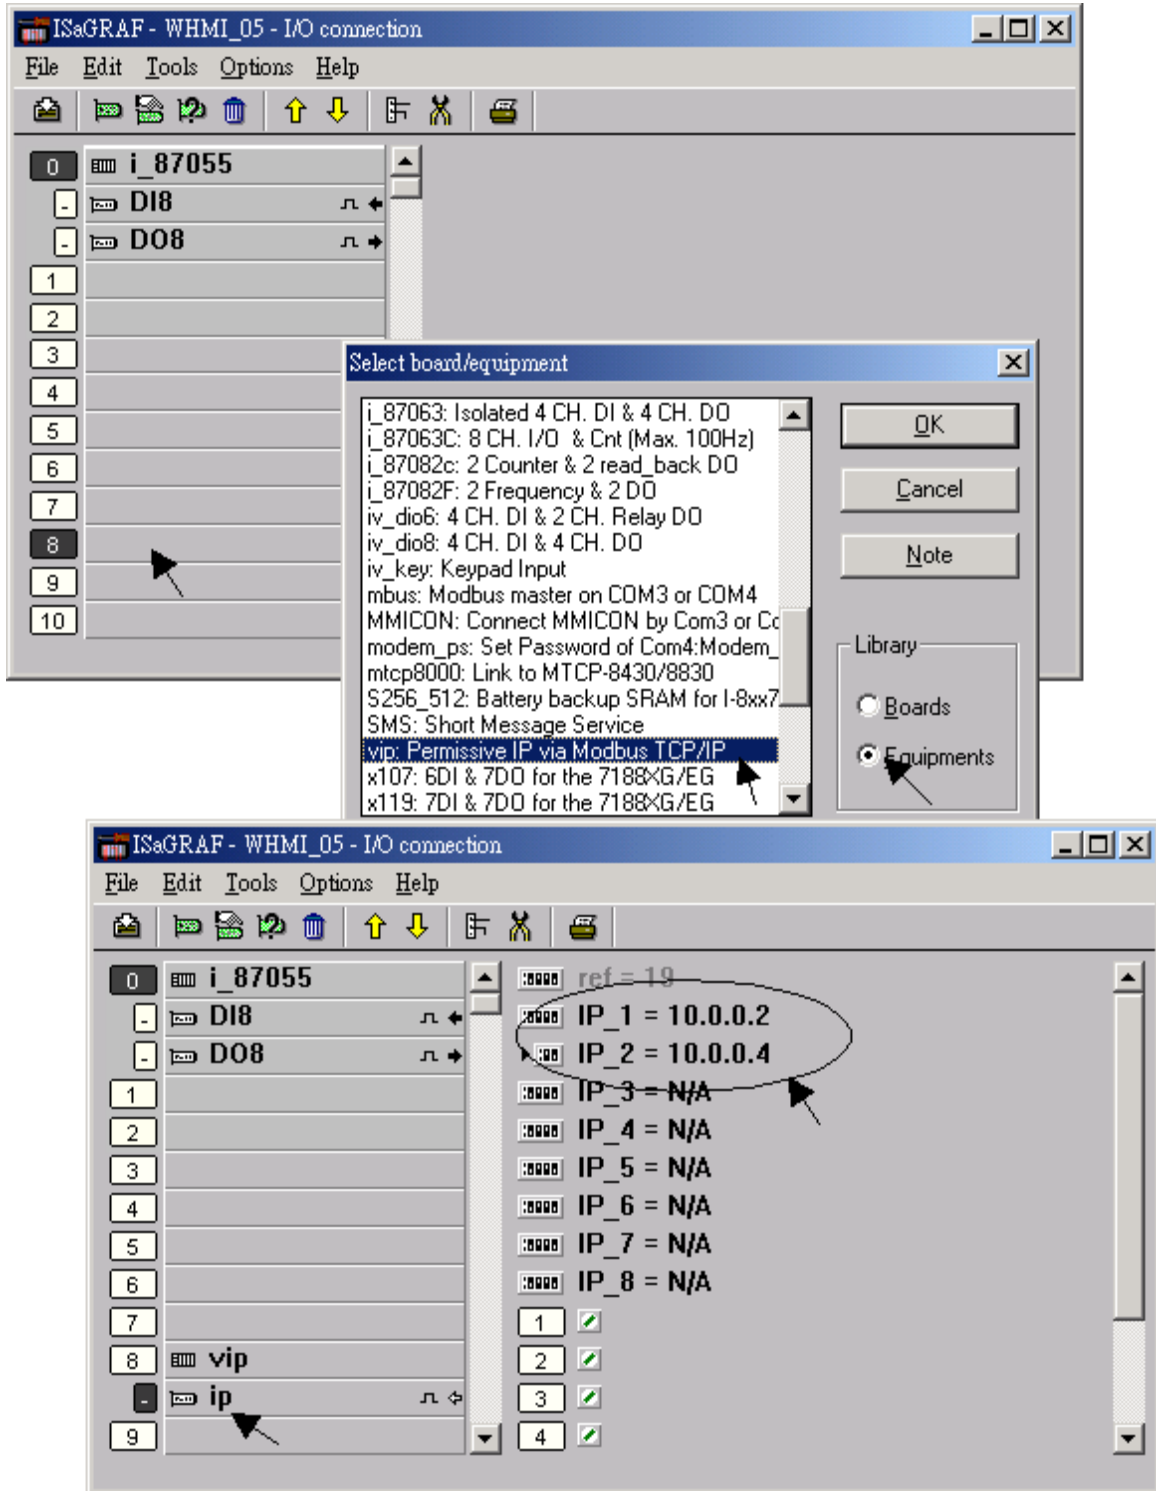 ISaGRAF - WHMI_05 - I/O connection
File Edit Tools Options Help
0 i_87055
- DI8
- DO8
1
2
3
4
5
6
7
8
9
10
Select board/equipment
i_87063: Isolated 4 CH. DI & 4 CH. DO
i_87063C: 8 CH. I/O & Cnt (Max. 100Hz)
i_87082c: 2 Counter & 2 read_back DO
i_87082F: 2 Frequency & 2 DO
iv_dio6: 4 CH. DI & 2 CH. Relay DO
iv_dio8: 4 CH. DI & 4 CH. DO
iv_key: Keypad Input
mbus: Modbus master on COM3 or COM4
MMICON: Connect MMICON by Com3 or Co
modem_ps: Set Password of Com4:Modem_
mtcp8000: Link to MTCP-8430/8830
S256_512: Battery backup SRAM for I-8xx7
SMS: Short Message Service
vip: Permissive IP via Modbus TCP/IP
x107: 6DI & 7DO for the 7188XG/EG
x119: 7DI & 7DO for the 7188XG/EG
OK
Cancel
Note
Library
Boards
Equipments
ISaGRAF - WHMI_05 - I/O connection
File Edit Tools Options Help
0 i_87055
- DI8
- DO8
1
2
3
4
5
6
7
8 vip
- ip
9
ref = 19
IP_1 = 10.0.0.2
IP_2 = 10.0.0.4
IP_3 = N/A
IP_4 = N/A
IP_5 = N/A
IP_6 = N/A
IP_7 = N/A
IP_8 = N/A
1
2
3
4